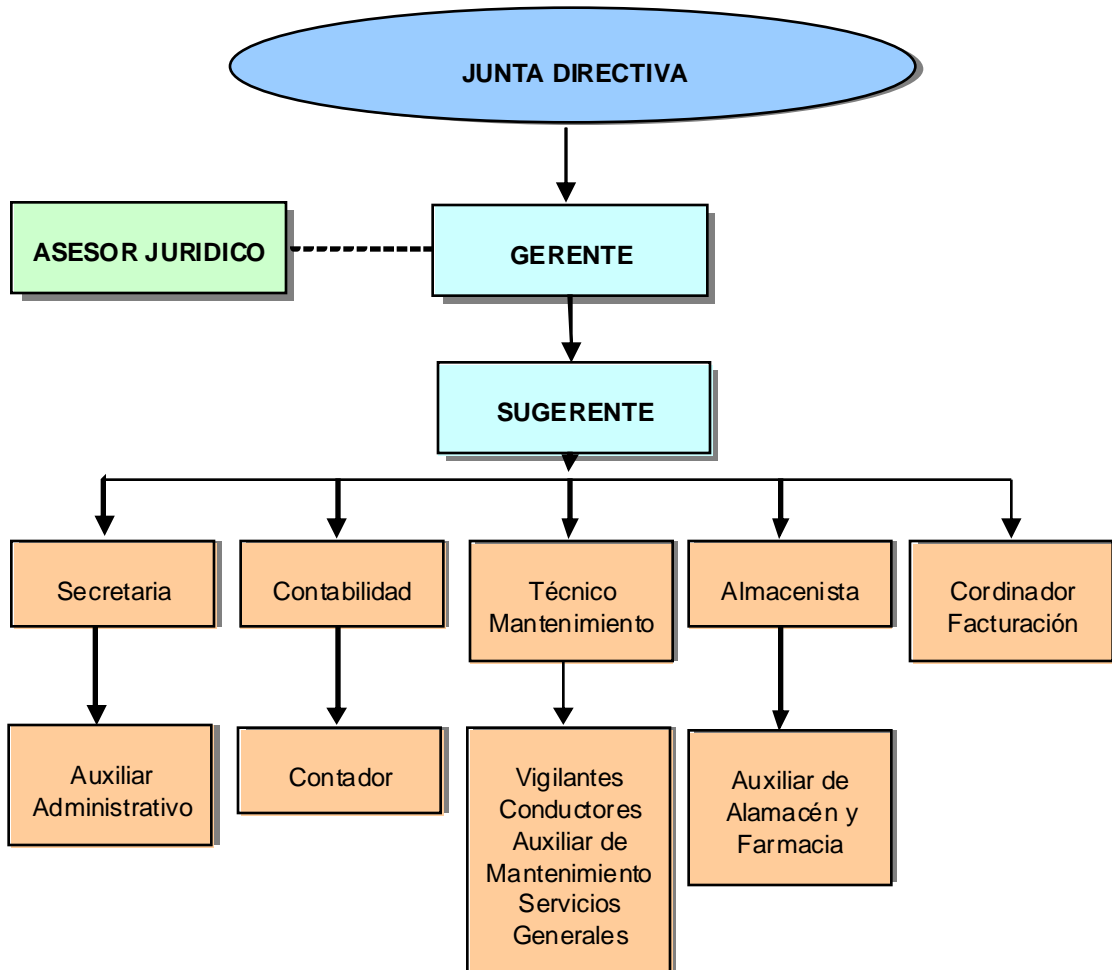 JUNTA DIRECTIVA
ASESOR JURIDICO
GERENTE
SUGERENTE
Secretaria
Contabilidad
Técnico
Mantenimiento
Almacenista
Cordinador
Facturación
Auxiliar
Administrativo
Contador
Vigilantes
Conductores
Auxiliar de
Mantenimiento
Servicios
Generales
Auxiliar de
Alamacén y
Farmacia